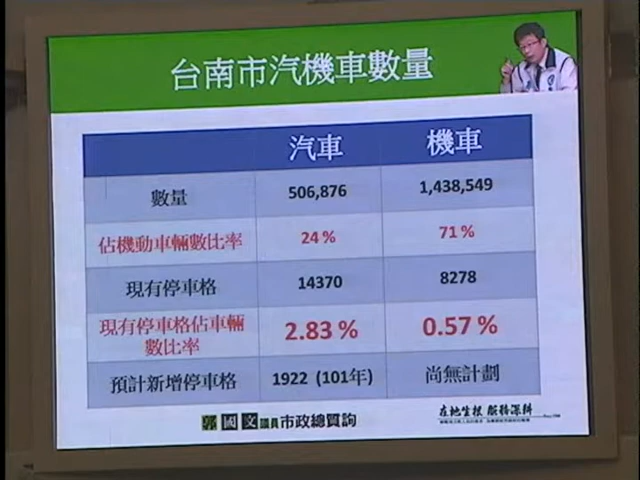 台南市汽機車數量
汽車 機車
數量 506,876 1,438,549
佔機動車輛數比率 24% 71%
現有停車格 14370 8278
現有停車格佔車輛 2.83% 0.57%
數比率
預計新增停車格 1922 (101年) 尚無計劃
郭國文議員市政總質詢
在地生根 服務深耕